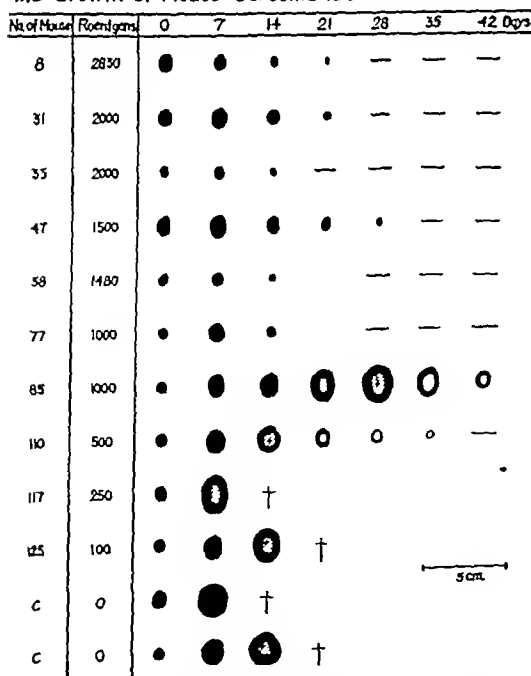 No. of Mouse Roentgens 0 7 14 21 28 35 42 Days
8 2830 — — —
31 2000 — — —
35 2000 — — — —
47 1500 — —
58 1480 — — —
77 1000 — — —
85 1000
110 500 —
117 250 †
125 100 †
5 cm.
C 0 †
C 0 †